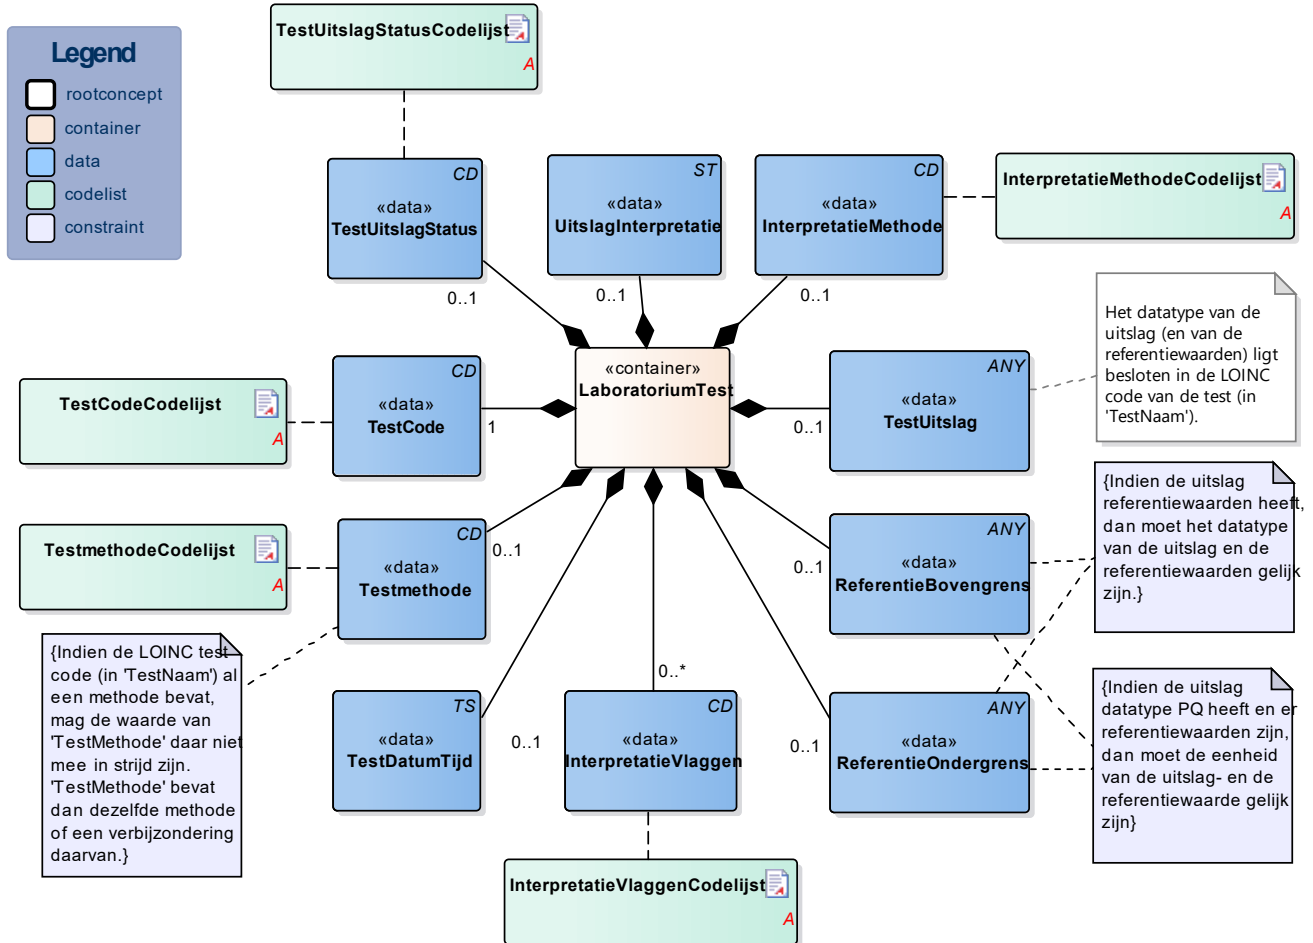 Legend
rootconcept
container
data
codelist
constraint
TestUitslagStatusCodelijst
A
CD
«data»
TestUitslagStatus
0..1
ST
«data»
UitslagInterpretatie
0..1
CD
«data»
InterpretatieMethode
0..1
InterpretatieMethodeCodelijst
A
«container»
LaboratoriumTest
TestCodeCodelijst
A
CD
«data»
TestCode
1
ANY
«data»
TestUitslag
0..1
Het datatype van de
uitslag (en van de
referentiewaarden) ligt
besloten in de LOINC
code van de test (in
'TestNaam').
TestmethodeCodelijst
A
CD
«data»
Testmethode
0..1
ANY
«data»
ReferentieBovengrens
0..1
{Indien de uitslag
referentiewaarden heeft,
dan moet het datatype
van de uitslag en de
referentiewaarden gelijk
zijn.}
{Indien de LOINC test
code (in 'TestNaam') al
een methode bevat,
mag de waarde van
'TestMethode' daar niet
mee in strijd zijn.
'TestMethode' bevat
dan dezelfde methode
of een verbijzondering
daarvan.}
TS
«data»
TestDatumTijd
0..1
0..*
CD
«data»
InterpretatieVlaggen
ANY
«data»
ReferentieOndergrens
0..1
{Indien de uitslag
datatype PQ heeft en er
referentiewaarden zijn,
dan moet de eenheid
van de uitslag- en de
referentiewaarde gelijk
zijn}
InterpretatieVlaggenCodelijst
A